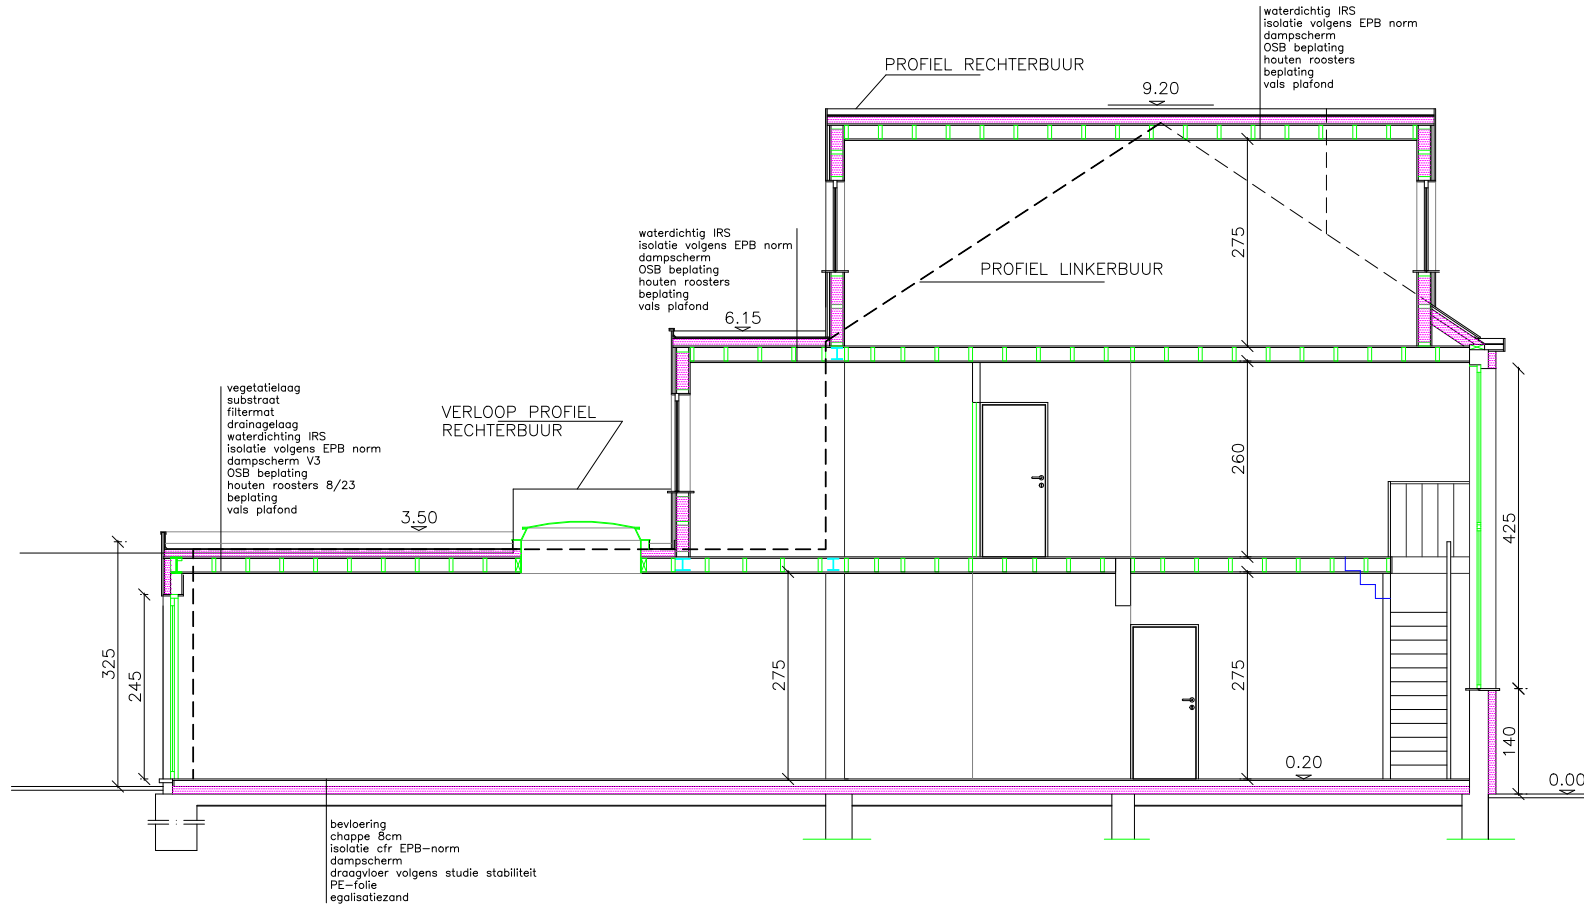 waterdichtig IRS
isolatie volgens EPB norm
dampscherm
OSB beplating
houten roosters
beplating
vals plafond
PROFIEL RECHTERBUUR
9.20
275
waterdichtig IRS
isolatie volgens EPB norm
dampscherm
OSB beplating
houten roosters
beplating
vals plafond
PROFIEL LINKERBUUR
6.15
vegetatielaag
substraat
filtermat
drainagelaag
waterdichting IRS
isolatie volgens EPB norm
dampscherm V3
OSB beplating
houten roosters 8/23
beplating
vals plafond
VERLOOP PROFIEL
RECHTERBUUR
3.50
260
425
325
245
275
275
140
0.20
0.00
bevloering
chappe 8cm
isolatie cfr EPB-norm
dampscherm
draagvloer volgens studie stabiliteit
PE-folie
egalisatiezand